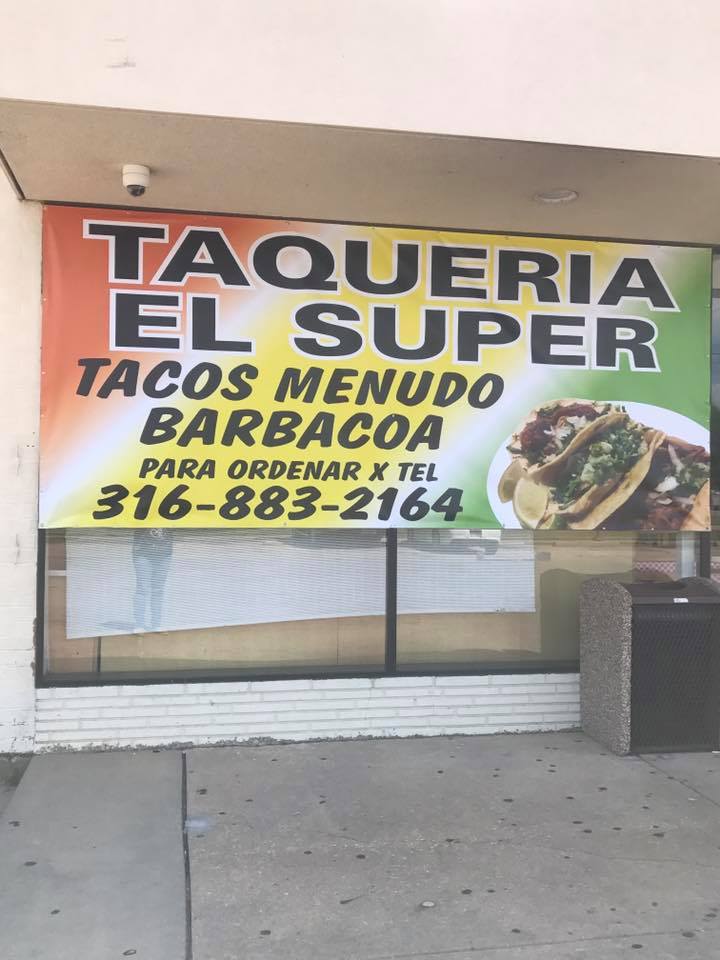 TAQUERIA
EL SUPER
TACOS MENUDO
BARBACOA
PARA ORDENAR X TEL
316-883-2164